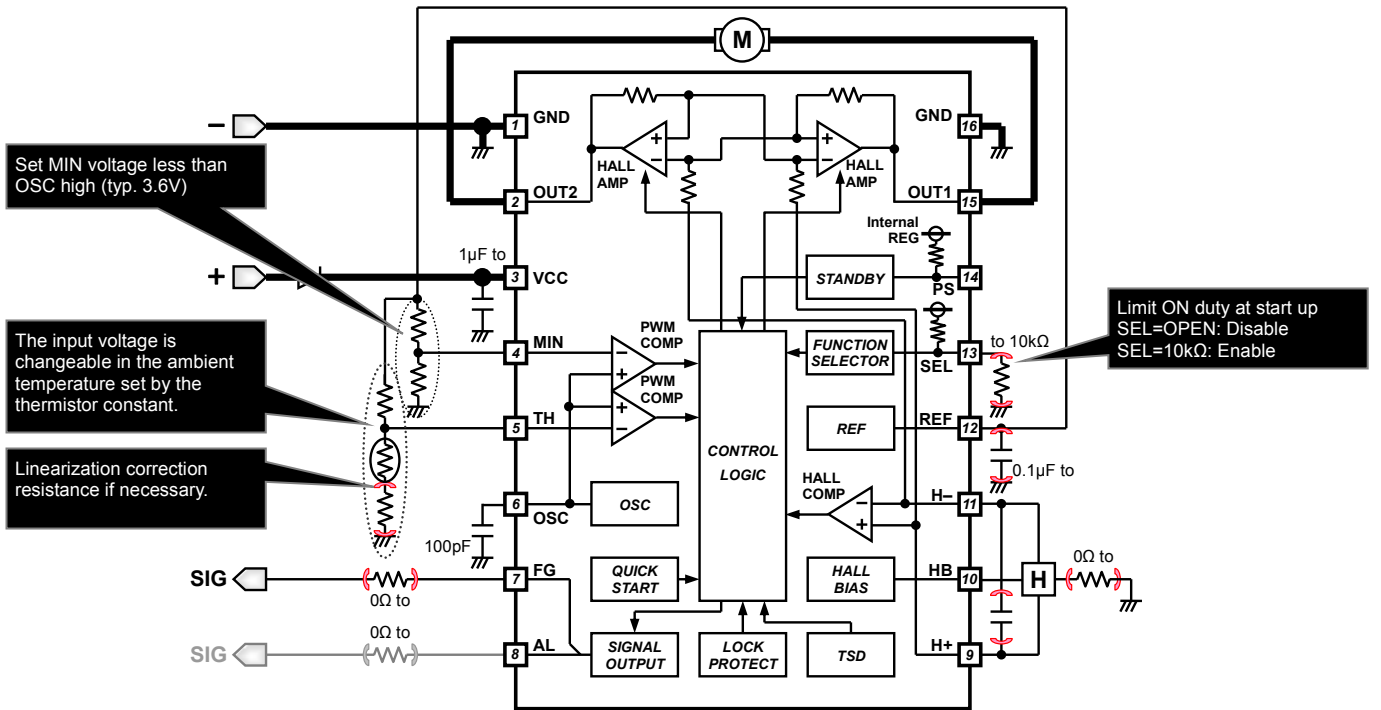 M
−
1
GND
GND
16
Set MIN voltage less than
OSC high (typ. 3.6V)
+
−
HALL
AMP
+
−
HALL
AMP
2
OUT2
OUT1
15
Internal
REG
+
1µF to
3
VCC
STANDBY
14
PS
The input voltage is
changeable in the ambient
temperature set by the
thermistor constant.
4
MIN
−
+
PWM
COMP
FUNCTION
SELECTOR
SEL
13
to 10kΩ
Limit ON duty at start up
SEL=OPEN: Disable
SEL=10kΩ: Enable
5
TH
+
−
PWM
COMP
REF
REF
12
0.1µF to
CONTROL
LOGIC
Linearization correction
resistance if necessary.
6
OSC
OSC
100pF
HALL
COMP
−
+
H−
11
SIG
0Ω to
7
FG
QUICK
START
HALL
BIAS
HB
10
H
0Ω to
SIG
0Ω to
8
AL
SIGNAL
OUTPUT
LOCK
PROTECT
TSD
H+
9